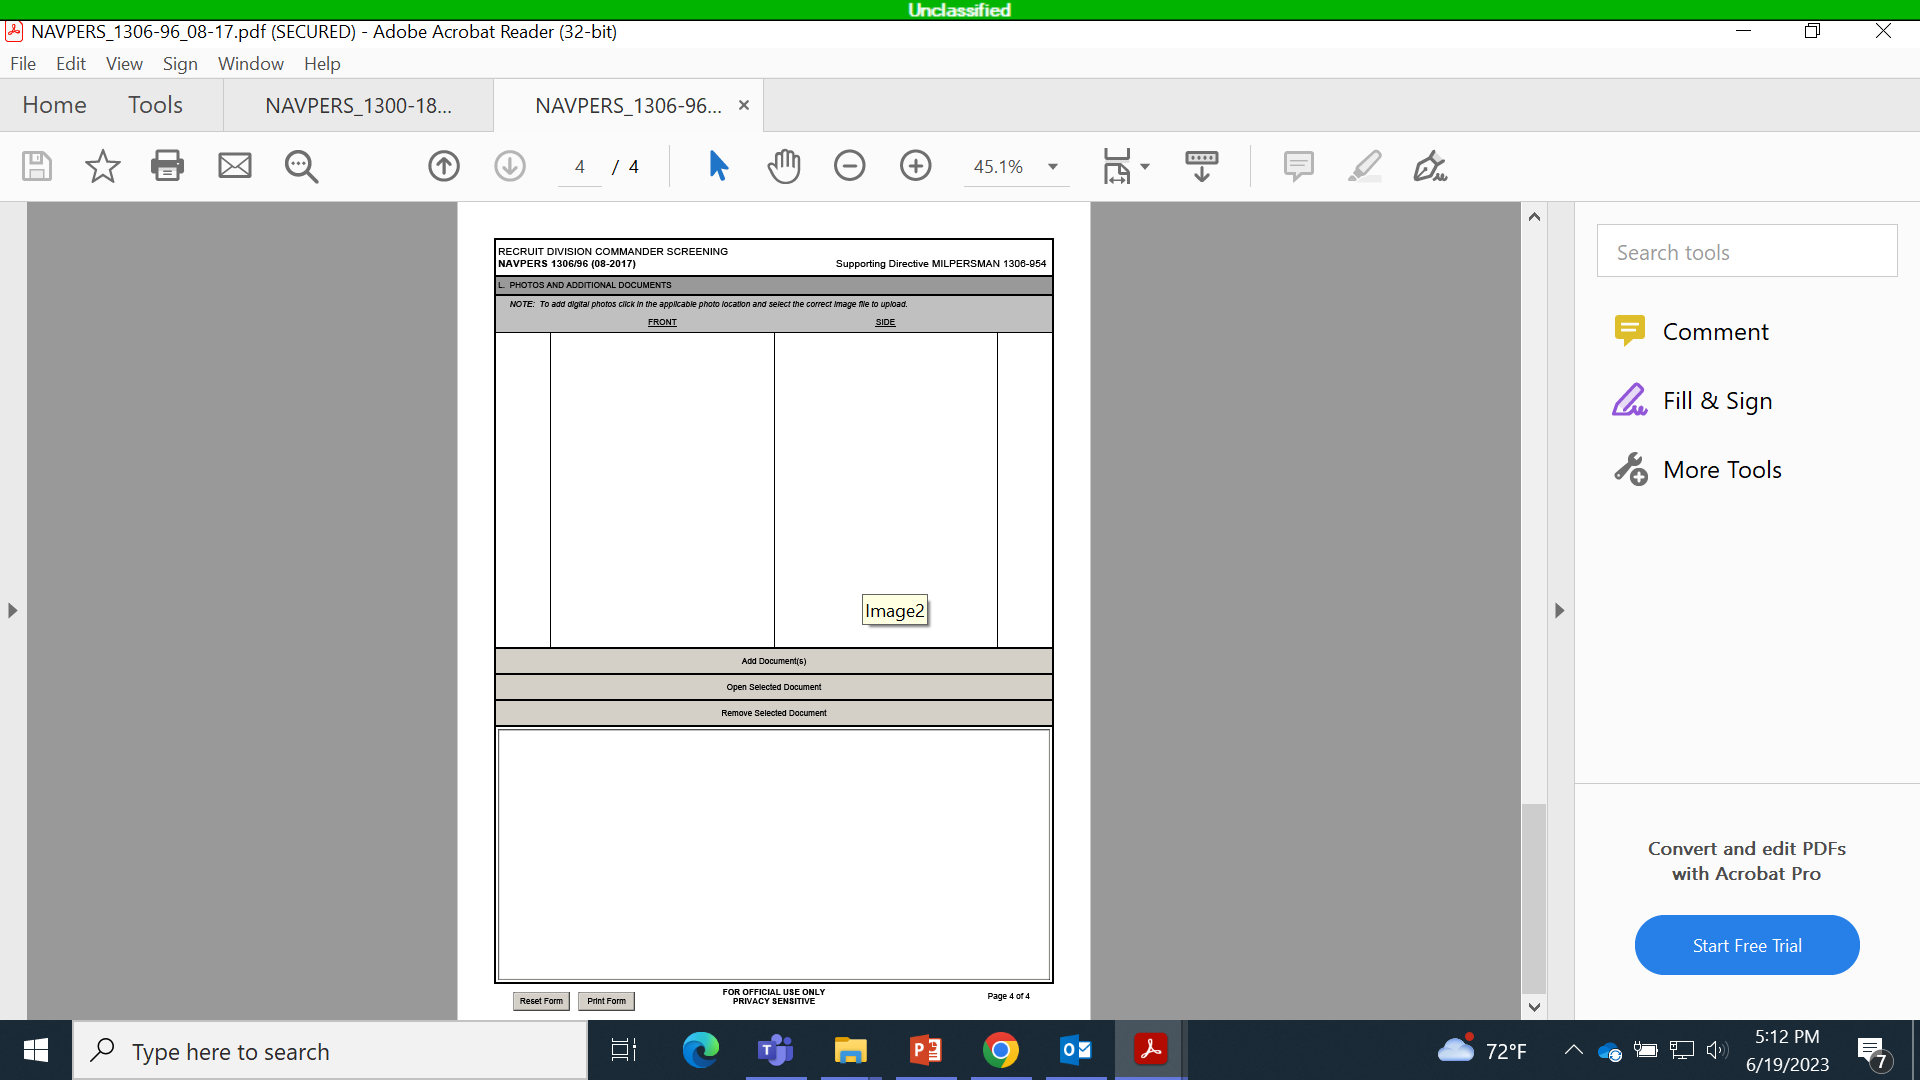 Unclassified
NAVPERS_1306-96_08-17.pdf (SECURED) - Adobe Acrobat Reader (32-bit)
File Edit View Sign Window Help
Home Tools NAVPERS_1300-18... NAVPERS_1306-96... ×
4 / 4 45.1%
RECRUIT DIVISION COMMANDER SCREENING
NAVPERS 1306/96 (08-2017) Supporting Directive MILPERSMAN 1306-954
L. PHOTOS AND ADDITIONAL DOCUMENTS
NOTE: To add digital photos click in the applicable photo location and select the correct image file to upload.
FRONT SIDE
Image2
Add Document(s)
Open Selected Document
Remove Selected Document
Reset Form Print Form
FOR OFFICIAL USE ONLY
PRIVACY SENSITIVE
Page 4 of 4
Search tools
Comment
Fill & Sign
More Tools
Convert and edit PDFs
with Acrobat Pro
Start Free Trial
Type here to search
72°F
5:12 PM
6/19/2023
7